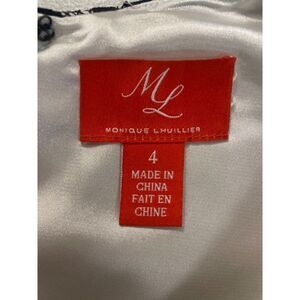 ML
MONIQUE LHUILLIER
4
MADE IN
CHINA
FAIT EN
CHINE